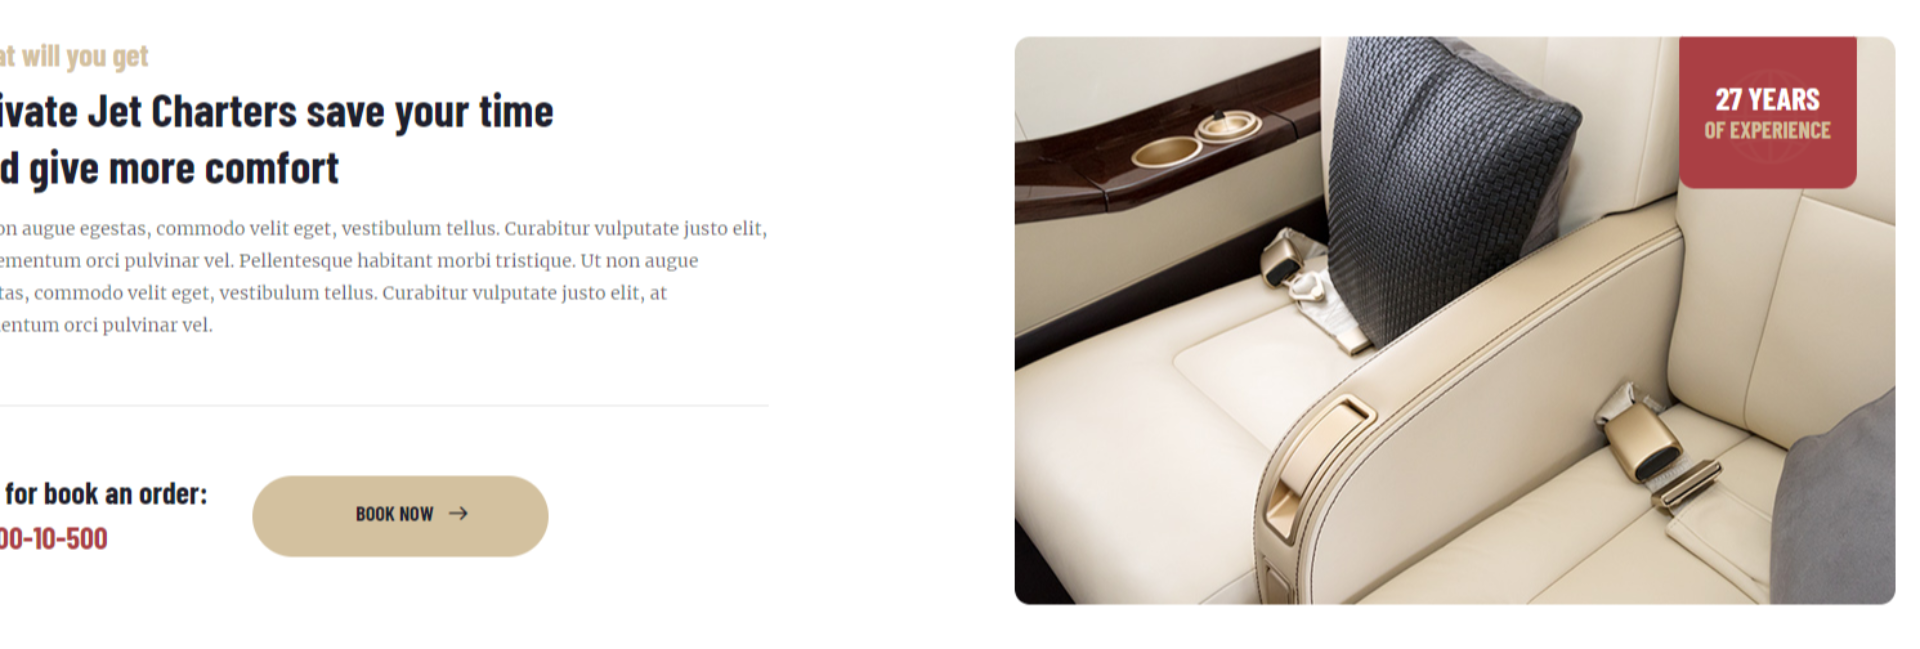 at will you get
ivate Jet Charters save your time
d give more comfort
on augue egestas, commodo velit eget, vestibulum tellus. Curabitur vulputate justo elit,
ementum orci pulvinar vel. Pellentesque habitant morbi tristique. Ut non augue
tas, commodo velit eget, vestibulum tellus. Curabitur vulputate justo elit, at
entum orci pulvinar vel.
for book an order:
00-10-500
BOOK NOW →
27 YEARS
OF EXPERIENCE